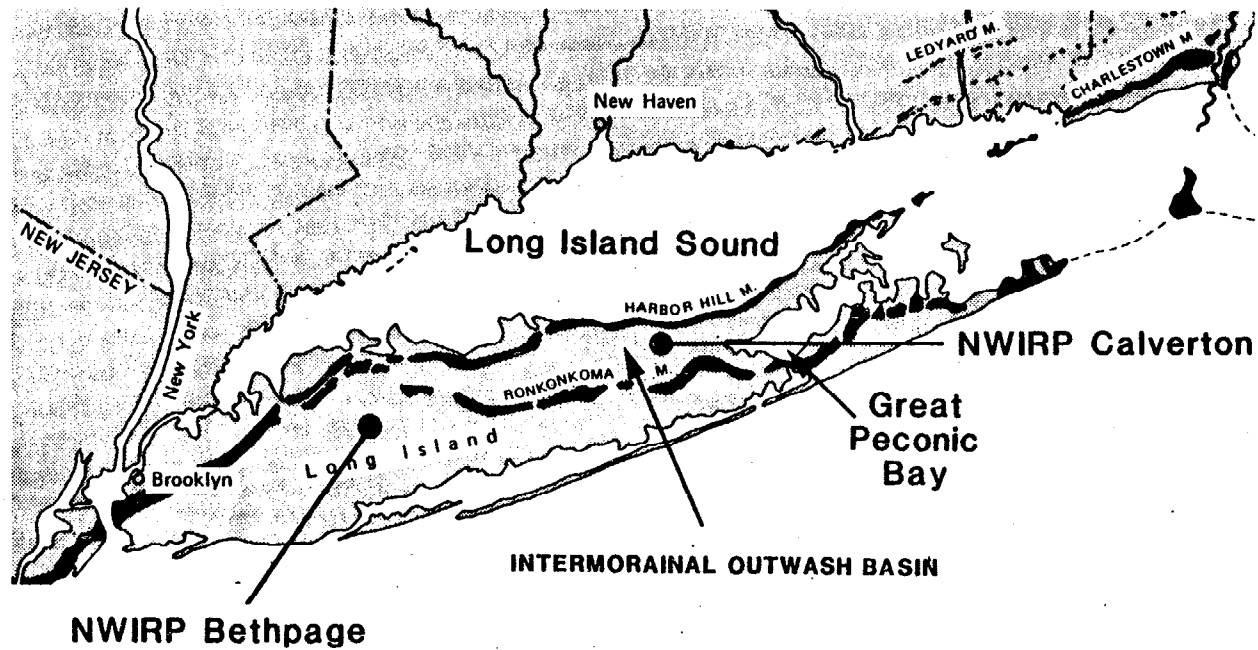 LEDYARD M.
CHARLESTOWN M
New Haven
Long Island Sound
NEW JERSEY
New York
HARBOR HILL M.
NWIRP Calverton
RONKONKOMA M.
Great
Peconic
Bay
Long Island
Brooklyn
INTERMORAINAL OUTWASH BASIN
NWIRP Bethpage